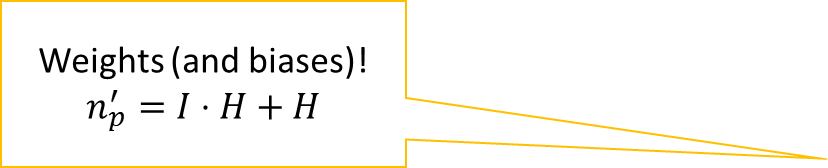 Weights (and biases)!
n′ₚ = I · H + H